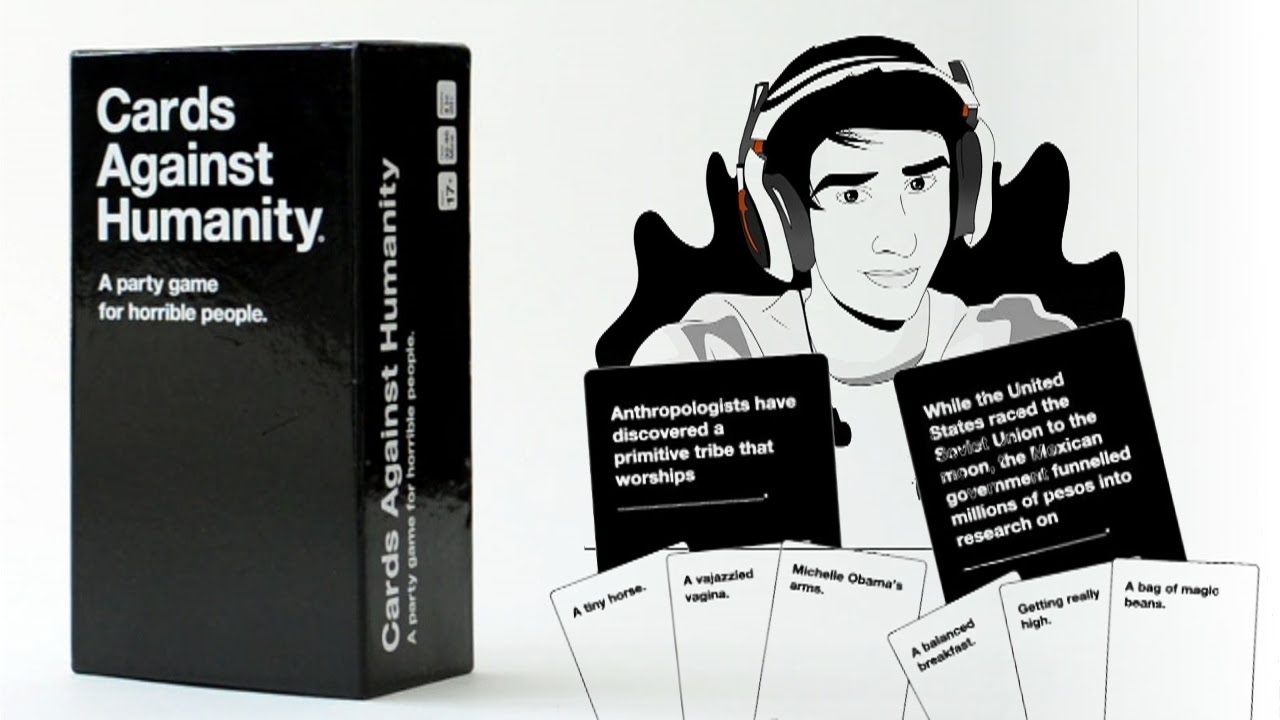 Cards
Against
Humanity.
A party game
for horrible people.
Cards Against Humanity
A party game for horrible people.
17+
Anthropologists have
discovered a
primitive tribe that
worships
While the United
States raced the
Soviet Union to the
moon, the Mexican
government funnelled
millions of pesos into
research on
A tiny horse.
A vajazzled
vagina.
Michelle Obama's
arms.
A balanced
breakfast.
Getting really
high.
A bag of magic
beans.